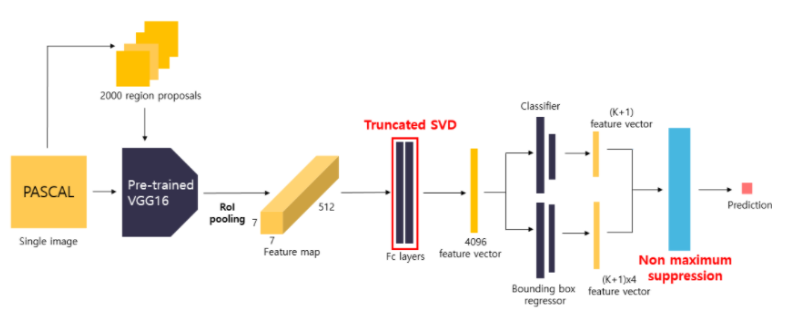 2000 region proposals
PASCAL
Single image
Pre-trained
VGG16
RoI
pooling
7
7
512
Feature map
Truncated SVD
Fc layers
4096
feature vector
Classifier
Bounding box
regressor
(K+1)
feature vector
(K+1)x4
feature vector
Non maximum
suppression
Prediction